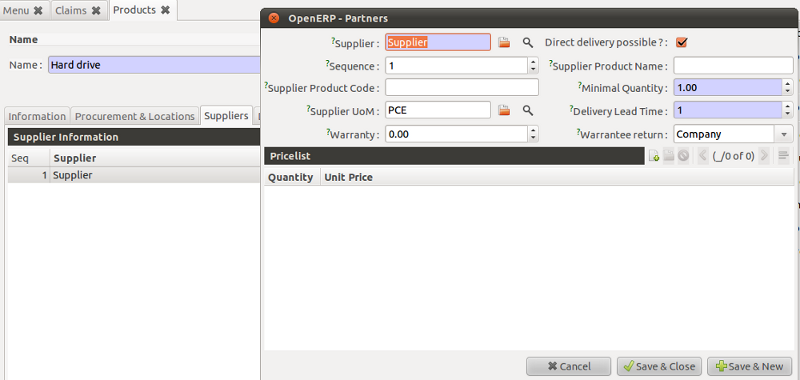 Menu ✖ Claims ✖ Products ✖
Name
Name : Hard drive
Information Procurement & Locations Suppliers
Supplier Information
Seq Supplier
1 Supplier
OpenERP - Partners
?Supplier : Supplier Direct delivery possible ? :
?Sequence : 1 ?Supplier Product Name :
?Supplier Product Code : ?Minimal Quantity : 1.00
?Supplier UoM : PCE ?Delivery Lead Time : 1
?Warranty : 0.00 ?Warrantee return : Company
Pricelist (_/0 of 0)
Quantity Unit Price
Cancel Save & Close Save & New